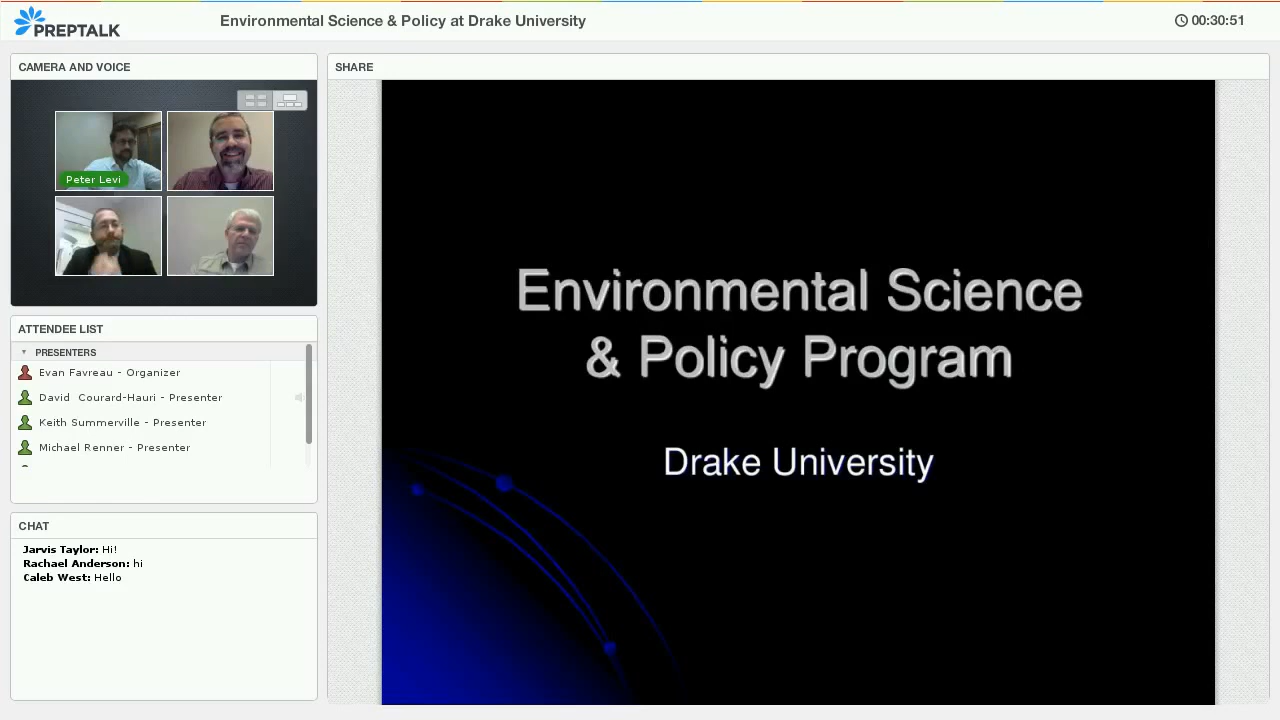 PREPTALK
Environmental Science & Policy at Drake University
00:30:51
CAMERA AND VOICE
Peter Levi
ATTENDEE LIST
PRESENTERS
Evan Favreau - Organizer
David  Courard-Hauri - Presenter
Keith Summerville - Presenter
Michael Renner - Presenter
CHAT
Jarvis Taylor: Hi!
Rachael Anderson: hi
Caleb West: Hello
SHARE
Environmental Science
& Policy Program
Drake University